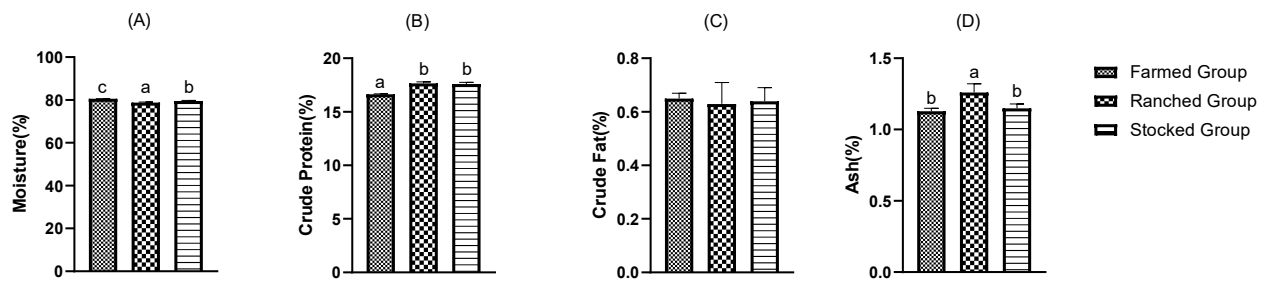 (A)
Moisture(%)
100
80
60
40
20
0
c
a
b
(B)
Crude Protein(%)
20
15
10
5
0
a
b
b
(C)
Crude Fat(%)
0.8
0.6
0.4
0.2
0.0
(D)
Ash(%)
1.5
1.0
0.5
0.0
b
a
b
Farmed Group
Ranched Group
Stocked Group